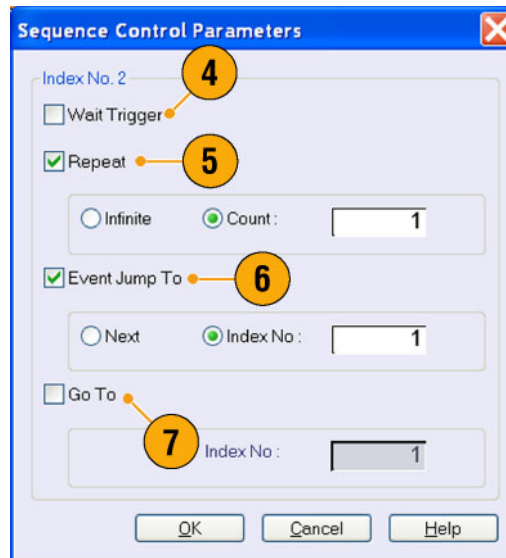 Sequence Control Parameters
Index No. 2
4
Wait Trigger
Repeat
5
Infinite
Count :
1
Event Jump To
6
Next
Index No :
1
Go To
7
Index No :
1
OK
Cancel
Help